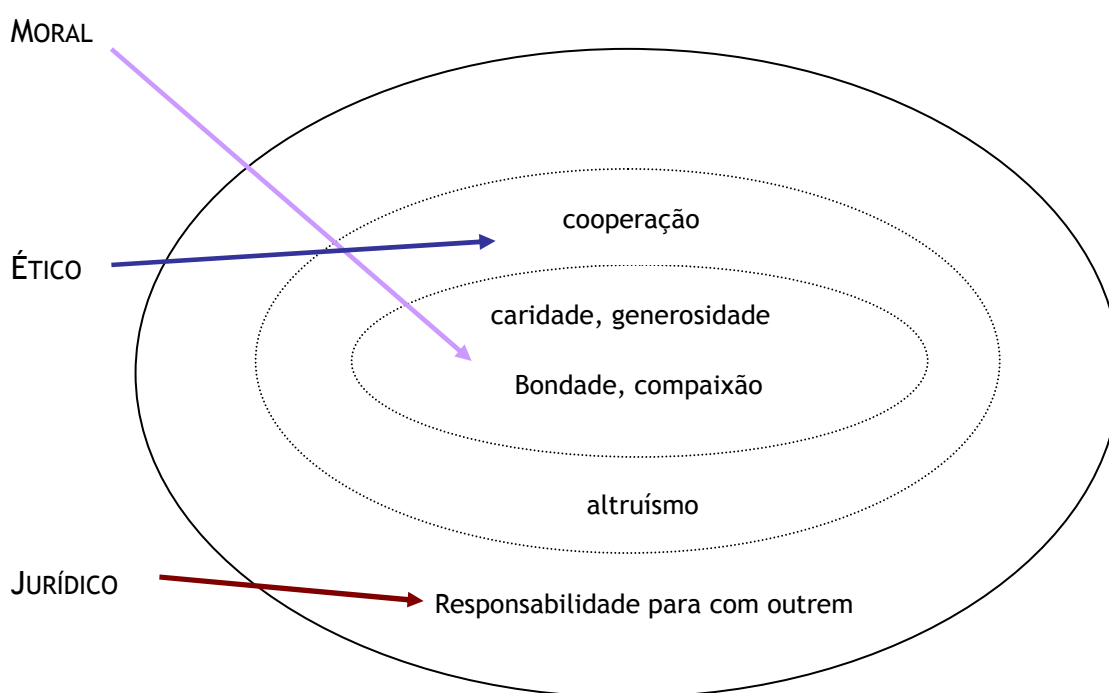 MORAL
cooperação
ÉTICO
caridade, generosidade
Bondade, compaixão
altruísmo
JURÍDICO
Responsabilidade para com outrem